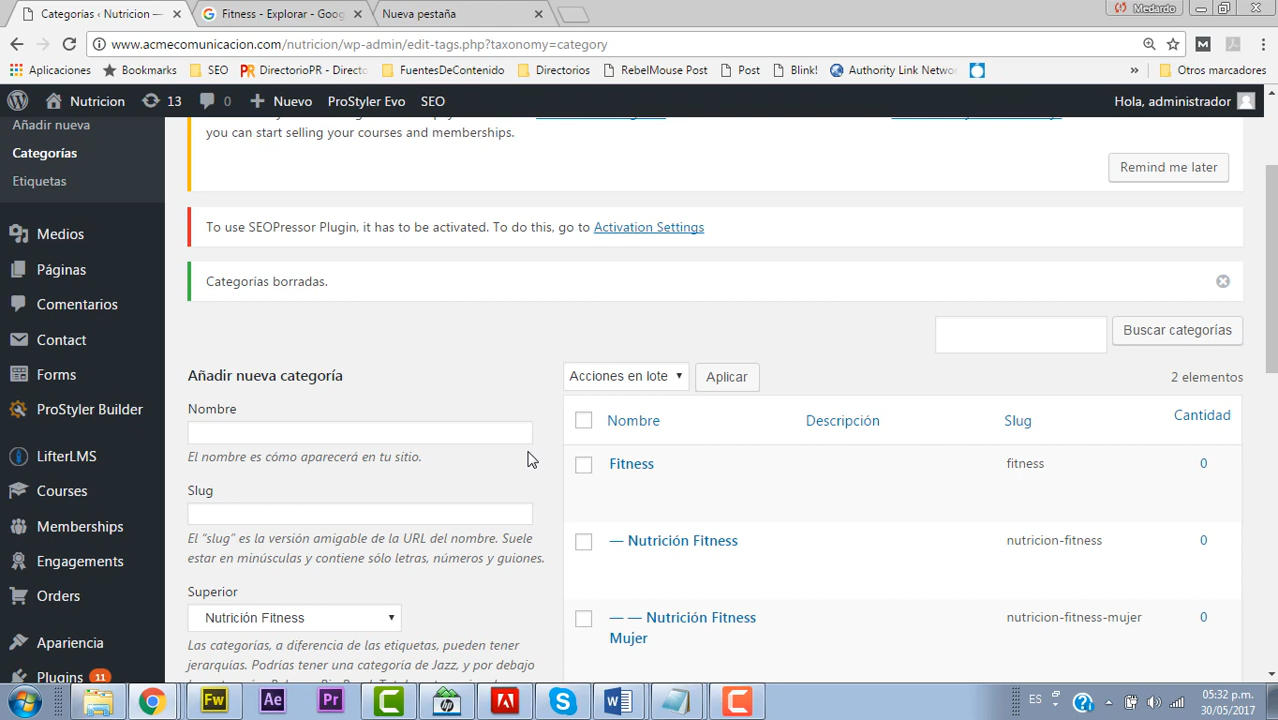 Categorías ‹ Nutricion —
Fitness - Explorar - Goog
Nueva pestaña
Medardo
www.acmecomunicacion.com/nutricion/wp-admin/edit-tags.php?taxonomy=category
Aplicaciones
Bookmarks
SEO
DirectorioPR - Directo
FuentesDeContenido
Directorios
RebelMouse Post
Post
Blink!
Authority Link Netwo
»
Otros marcadores
Nutricion
13
0
Nuevo
ProStyler Evo
SEO
Hola, administrador
Añadir nueva
Categorías
Etiquetas
Medios
Páginas
Comentarios
Contact
Forms
ProStyler Builder
LifterLMS
Courses
Memberships
Engagements
Orders
Apariencia
Plugins 11
you can start selling your courses and memberships.
Remind me later
To use SEOPressor Plugin, it has to be activated. To do this, go to Activation Settings
Categorías borradas.
Buscar categorías
Añadir nueva categoría
Nombre
El nombre es cómo aparecerá en tu sitio.
Slug
El "slug" es la versión amigable de la URL del nombre. Suele
estar en minúsculas y contiene sólo letras, números y guiones.
Superior
Nutrición Fitness
Las categorías, a diferencia de las etiquetas, pueden tener
jerarquías. Podrías tener una categoría de Jazz, y por debajo
Acciones en lote
Aplicar
2 elementos
Nombre Descripción Slug Cantidad
Fitness fitness 0
— Nutrición Fitness nutricion-fitness 0
— — Nutrición Fitness nutricion-fitness-mujer 0
Mujer
Fw
Ae
Pr
ES
05:32 p.m.
30/05/2017